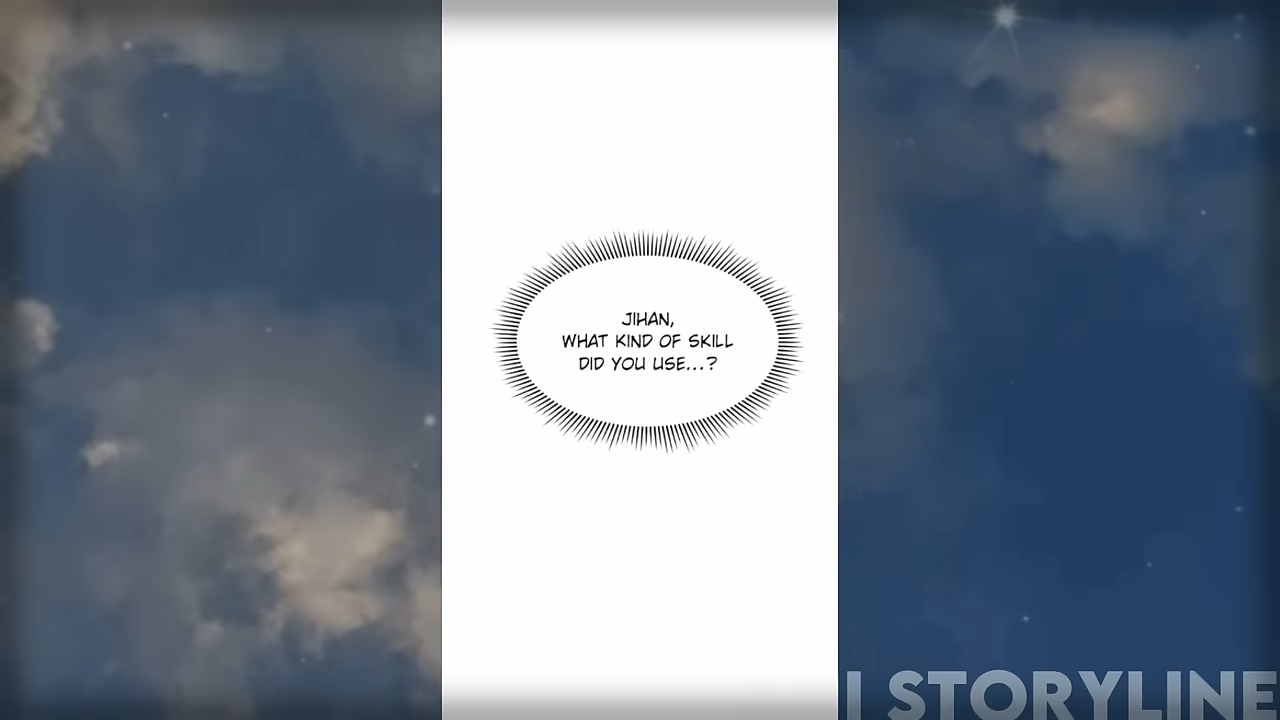 JIHAN,
WHAT KIND OF SKILL
DID YOU USE...?
I STORYLINE